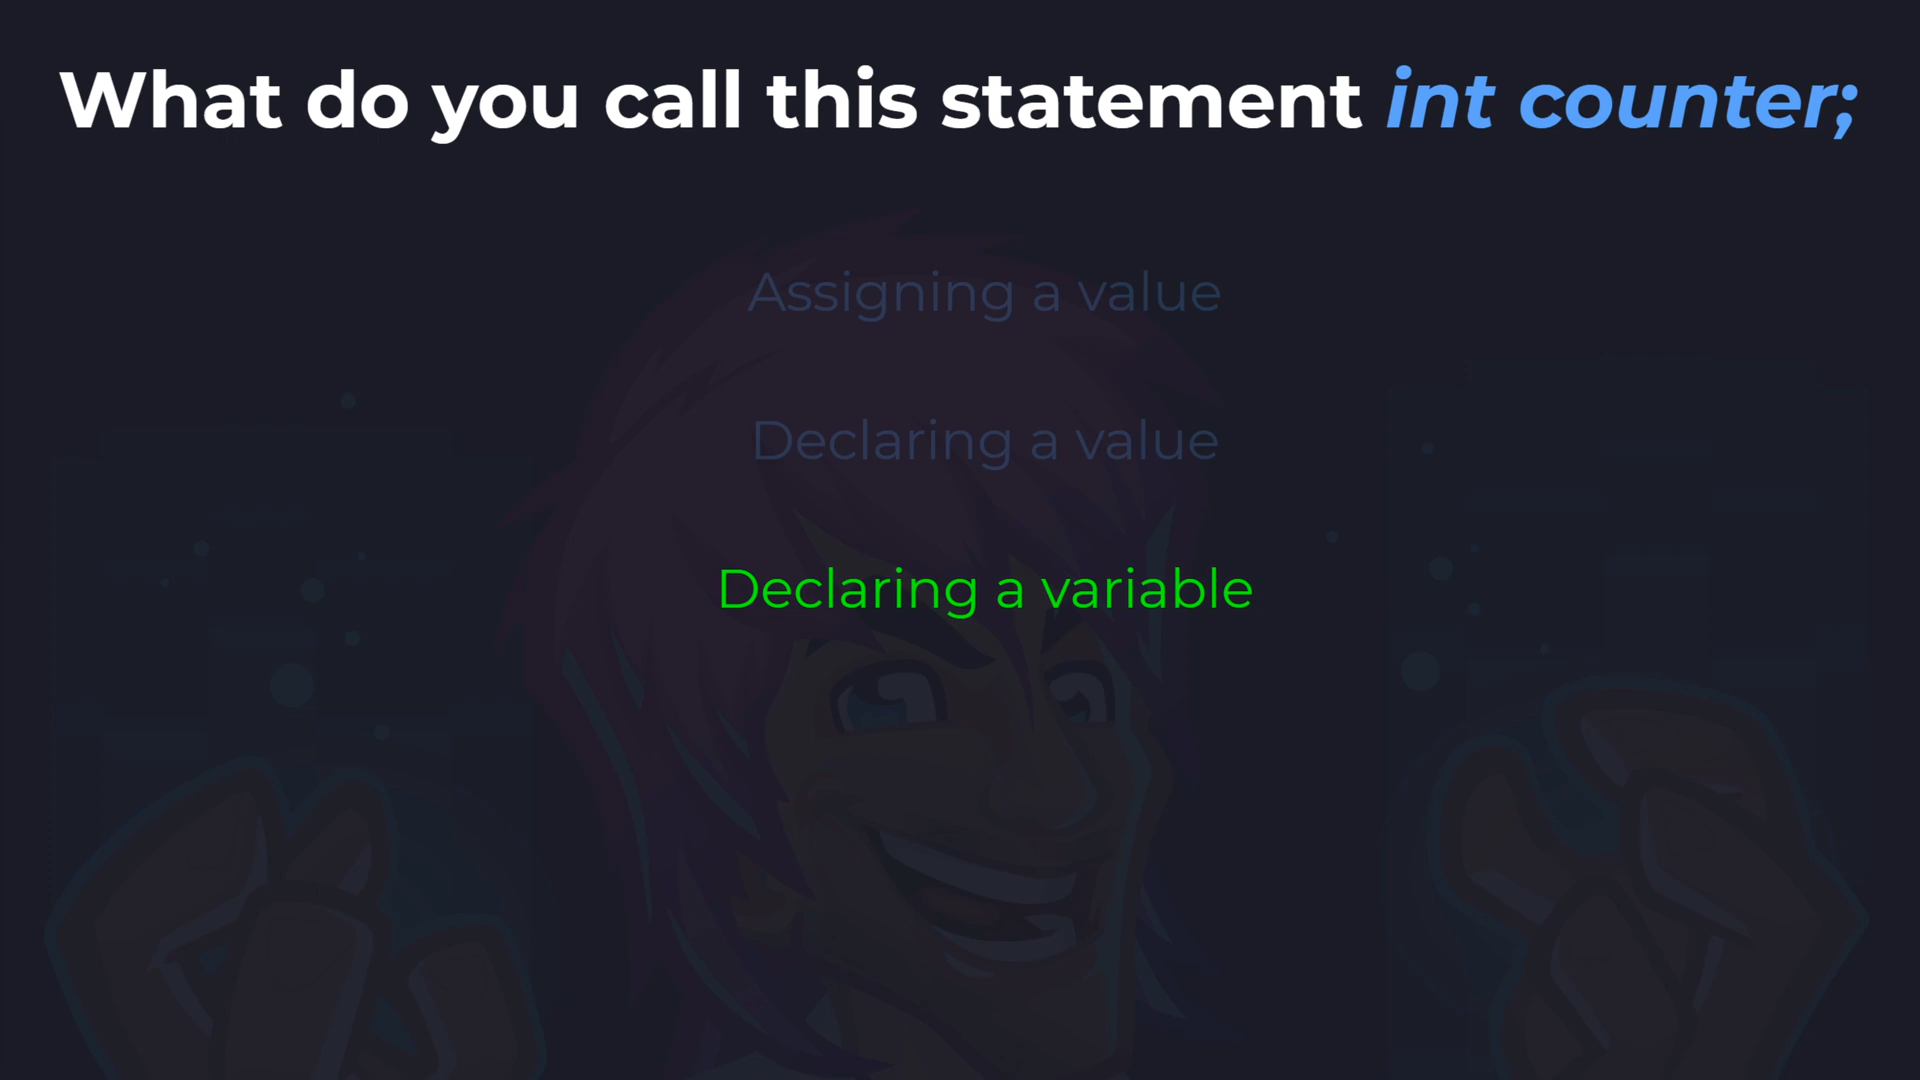 What do you call this statement int counter;
Assigning a value
Declaring a value
Declaring a variable